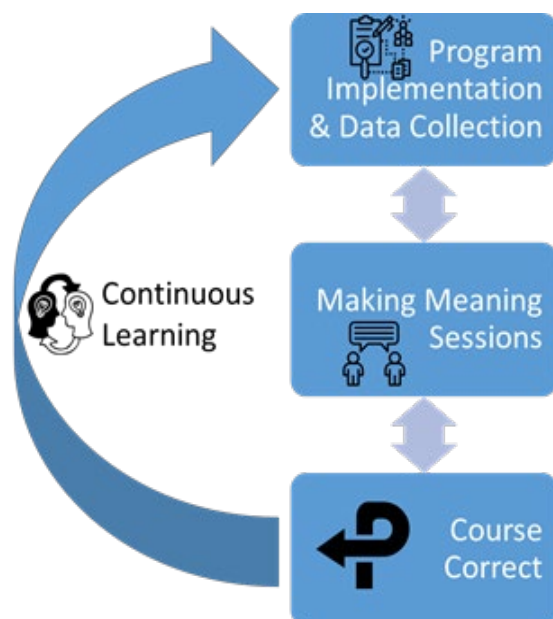 Program
Implementation
& Data Collection
Continuous
Learning
Making Meaning
Sessions
Course
Correct